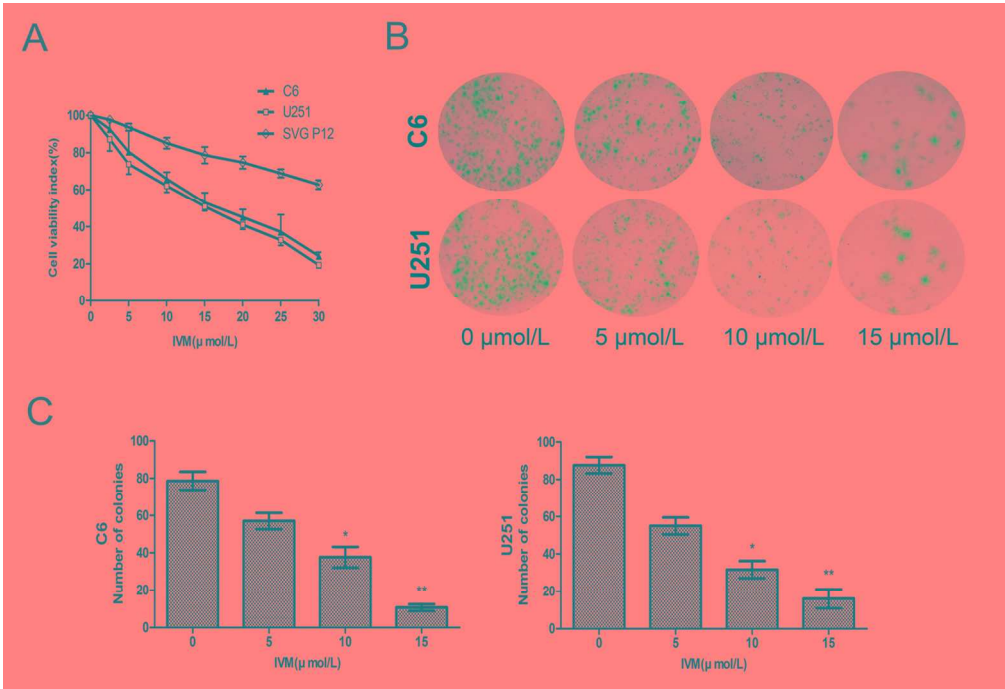 A
C6
U251
SVG P12
100
80
60
40
20
0
Cell viability index(%)
0 5 10 15 20 25 30
IVM(μ mol/L)
B
C6
U251
0 μmol/L 5 μmol/L 10 μmol/L 15 μmol/L
C
100
80
60
40
20
0
C6
Number of colonies
*
**
0 5 10 15
IVM(μ mol/L)
100
80
60
40
20
0
U251
Number of colonies
*
**
0 5 10 15
IVM(μ mol/L)